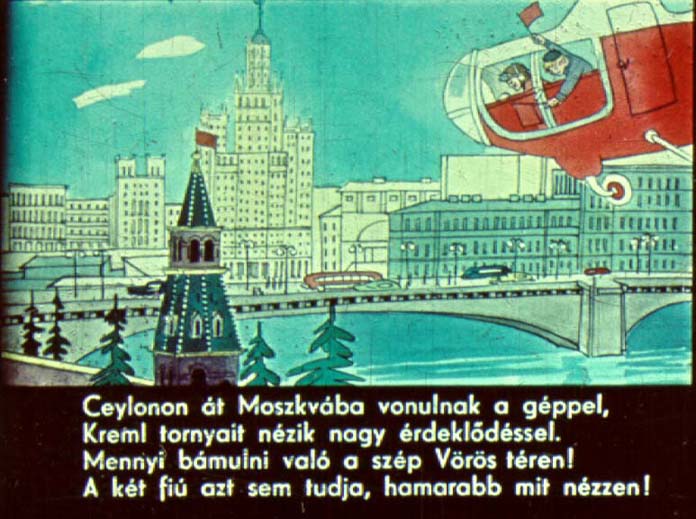 Ceylonon át Moszkvába vonulnak a géppel,
Kreml tornyait nézik nagy érdeklődéssel.
Mennyi bámulni való a szép Vörös téren!
A két fiú azt sem tudja, hamarabb mit nézzen!